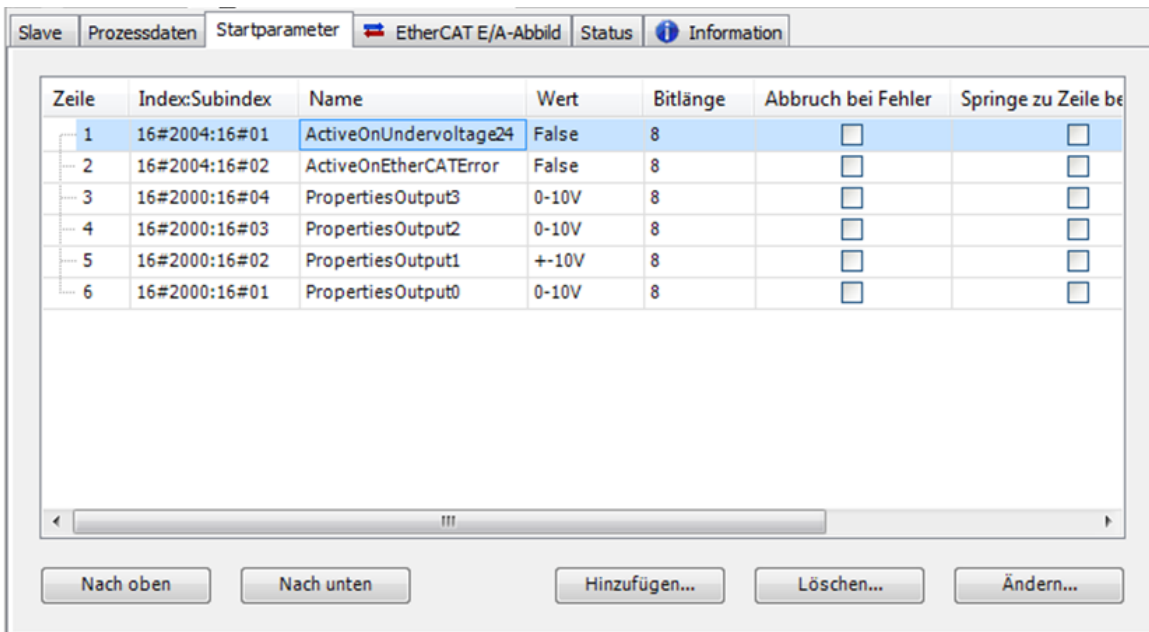 Slave Prozessdaten Startparameter EtherCAT E/A-Abbild Status Information
Zeile Index:Subindex Name Wert Bitlänge Abbruch bei Fehler Springe zu Zeile be
1 16#2004:16#01 ActiveOnUndervoltage24 False 8
2 16#2004:16#02 ActiveOnEtherCATError False 8
3 16#2000:16#04 PropertiesOutput3 0-10V 8
4 16#2000:16#03 PropertiesOutput2 0-10V 8
5 16#2000:16#02 PropertiesOutput1 +-10V 8
6 16#2000:16#01 PropertiesOutput0 0-10V 8
Nach oben Nach unten Hinzufügen... Löschen... Ändern...